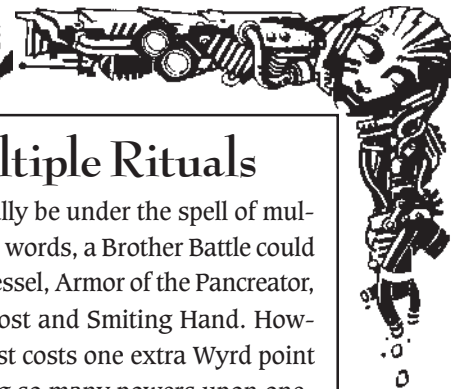 ltiple Rituals
lly be under the spell of mul-
words, a Brother Battle could
essel, Armor of the Pancreator,
ost and Smiting Hand. How-
st costs one extra Wyrd point
g so many powers upon one-